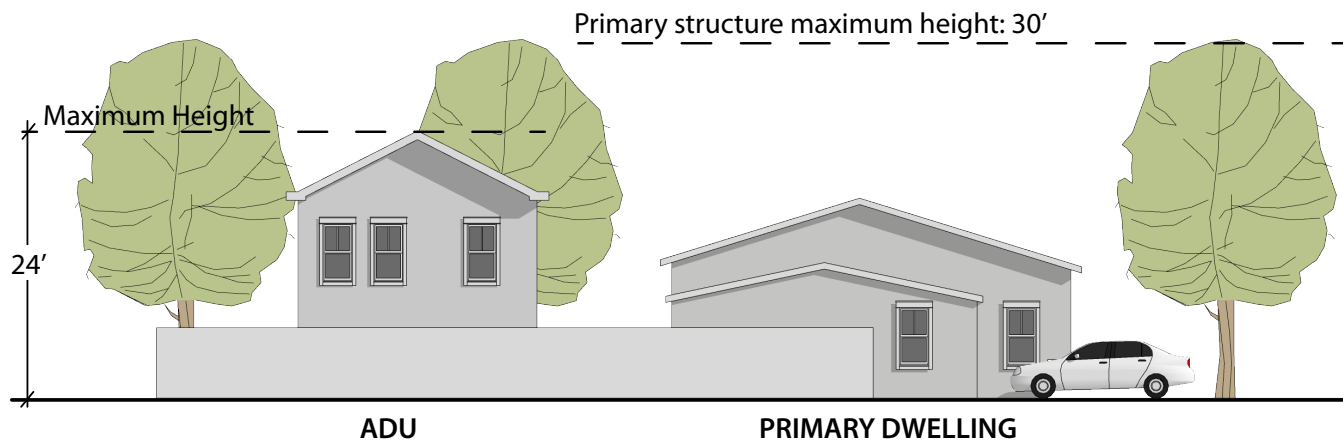 Primary structure maximum height: 30’
Maximum Height
24’
ADU
PRIMARY DWELLING